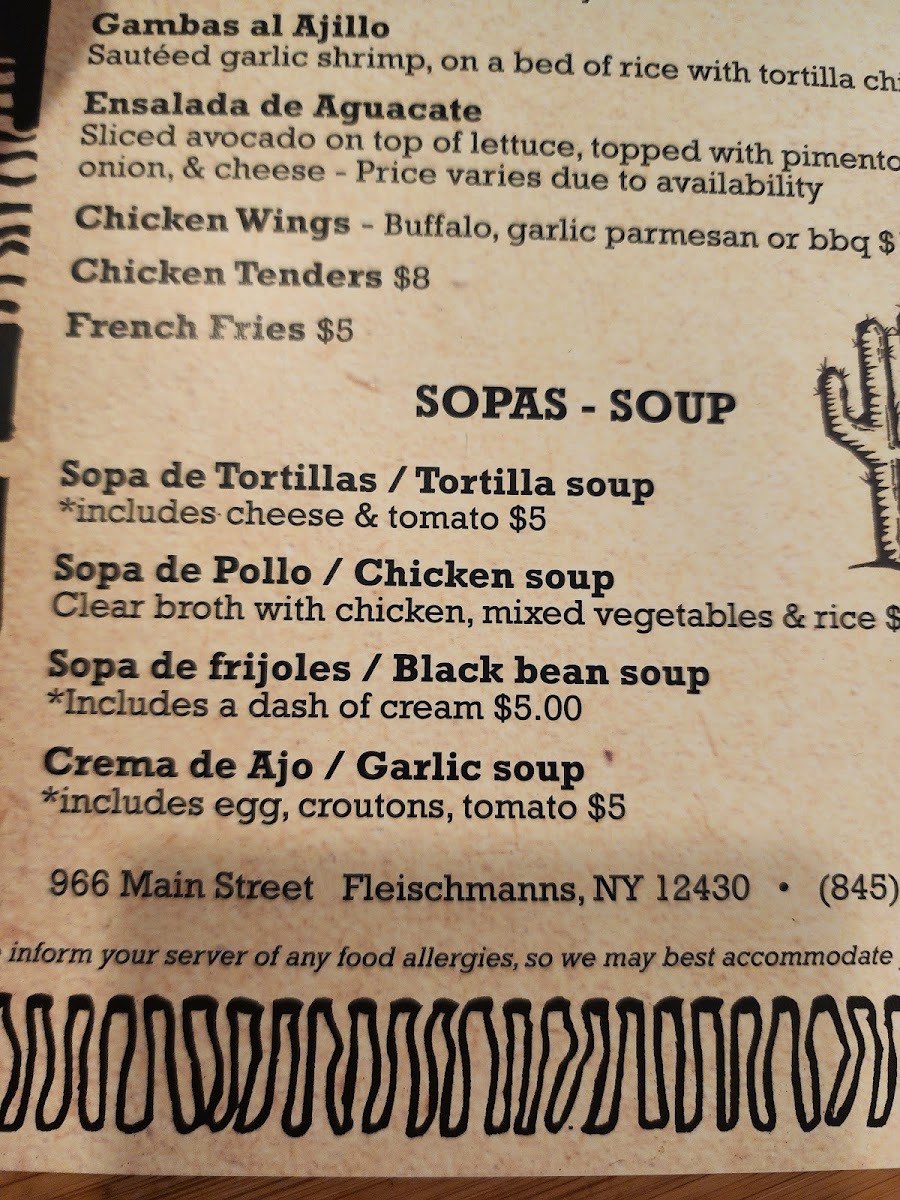 Gambas al Ajillo
Sautéed garlic shrimp, on a bed of rice with tortilla
Ensalada de Aguacate
Sliced avocado on top of lettuce, topped with pimento
onion, & cheese - Price varies due to availability
Chicken Wings - Buffalo, garlic parmesan or bbq $
Chicken Tenders $8
French Fries $5
SOPAS - SOUP
Sopa de Tortillas / Tortilla soup
*includes cheese & tomato $5
Sopa de Pollo / Chicken soup
Clear broth with chicken, mixed vegetables & rice $
Sopa de frijoles / Black bean soup
*Includes a dash of cream $5.00
Crema de Ajo / Garlic soup
*includes egg, croutons, tomato $5
966 Main Street Fleischmanns, NY 12430 • (845)
inform your server of any food allergies, so we may best accommodate